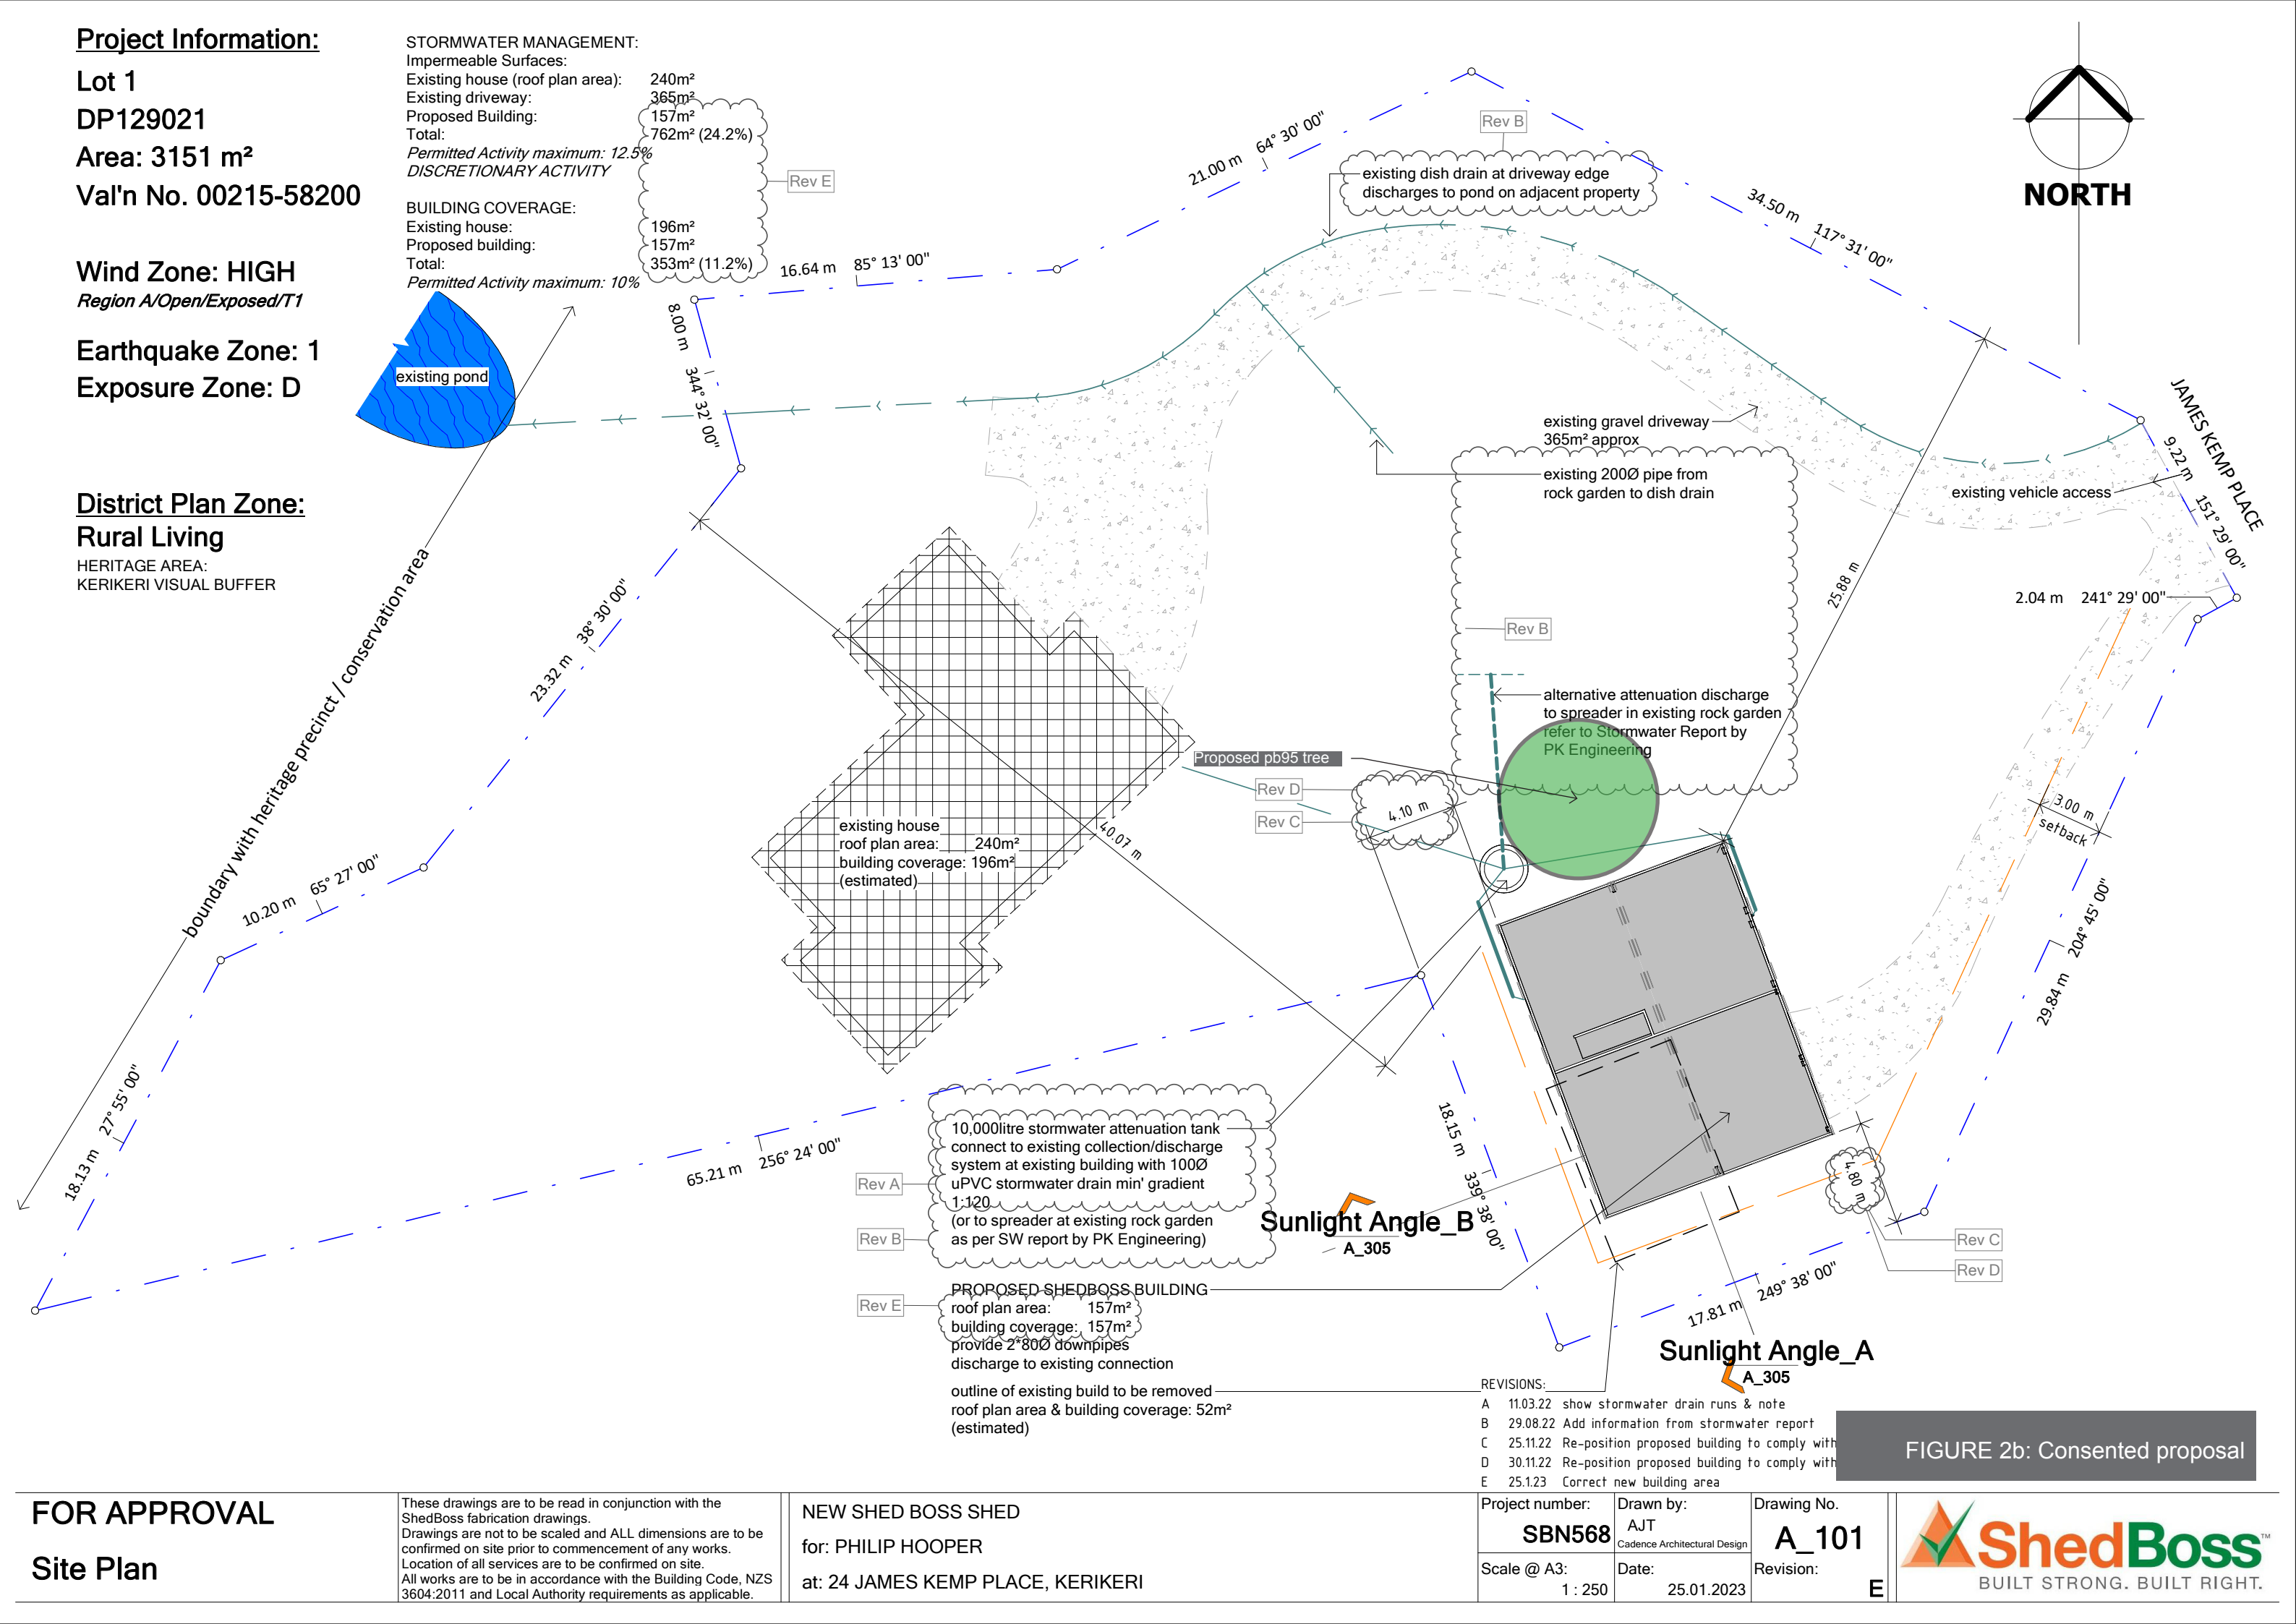 Project Information:
Lot 1
DP129021
Area: 3151 m²
Val'n No. 00215-58200
Wind Zone: HIGH
Region A/Open/Exposed/T1
Earthquake Zone: 1
Exposure Zone: D
District Plan Zone:
Rural Living
HERITAGE AREA:
KERIKERI VISUAL BUFFER
STORMWATER MANAGEMENT:
Impermeable Surfaces:
Existing house (roof plan area): 240m²
Existing driveway: 365m²
Proposed Building: 157m²
Total: 762m² (24.2%)
Permitted Activity maximum: 12.5%
DISCRETIONARY ACTIVITY
BUILDING COVERAGE:
Existing house: 196m²
Proposed building: 157m²
Total: 353m² (11.2%)
Permitted Activity maximum: 10%
Rev E
existing pond
boundary with heritage precinct / conservation area
8.00 m 344° 32' 00"
16.64 m 85° 13' 00"
21.00 m 64° 30' 00"
Rev B
existing dish drain at driveway edge
discharges to pond on adjacent property
34.50 m 117° 31' 00"
NORTH
JAMES KEMP PLACE
9.22 m 151° 29' 00"
existing vehicle access
2.04 m 241° 29' 00"
existing gravel driveway
365m² approx
existing 200Ø pipe from
rock garden to dish drain
25.88 m
Rev B
alternative attenuation discharge
to spreader in existing rock garden
refer to Stormwater Report by
PK Engineering
Proposed pb95 tree
Rev D
Rev C
4.10 m
40.07 m
3.00 m
setback
29.84 m 204° 45' 00"
23.32 m 38° 30' 00"
10.20 m 65° 27' 00"
18.13 m 27° 55' 00"
65.21 m 256° 24' 00"
existing house
roof plan area: 240m²
building coverage: 196m²
(estimated)
18.15 m 339° 38' 00"
4.80 m
Rev C
Rev D
17.81 m 249° 38' 00"
Rev A
Rev B
10,000litre stormwater attenuation tank
connect to existing collection/discharge
system at existing building with 100Ø
uPVC stormwater drain min' gradient
1:120
(or to spreader at existing rock garden
as per SW report by PK Engineering)
Sunlight Angle_B
A_305
Rev E
PROPOSED SHEDBOSS BUILDING
roof plan area: 157m²
building coverage: 157m²
provide 2*80Ø downpipes
discharge to existing connection
outline of existing build to be removed
roof plan area & building coverage: 52m²
(estimated)
Sunlight Angle_A
A_305
REVISIONS:
A 11.03.22 show stormwater drain runs & note
B 29.08.22 Add information from stormwater report
C 25.11.22 Re-position proposed building to comply with
D 30.11.22 Re-position proposed building to comply with
E 25.1.23 Correct new building area
FIGURE 2b: Consented proposal
FOR APPROVAL
Site Plan
These drawings are to be read in conjunction with the
ShedBoss fabrication drawings.
Drawings are not to be scaled and ALL dimensions are to be
confirmed on site prior to commencement of any works.
Location of all services are to be confirmed on site.
All works are to be in accordance with the Building Code, NZS
3604:2011 and Local Authority requirements as applicable.
NEW SHED BOSS SHED
for: PHILIP HOOPER
at: 24 JAMES KEMP PLACE, KERIKERI
Project number:
SBN568
Drawn by:
AJT
Cadence Architectural Design
Drawing No.
A_101
Scale @ A3:
1 : 250
Date:
25.01.2023
Revision:
E
ShedBoss™
BUILT STRONG. BUILT RIGHT.